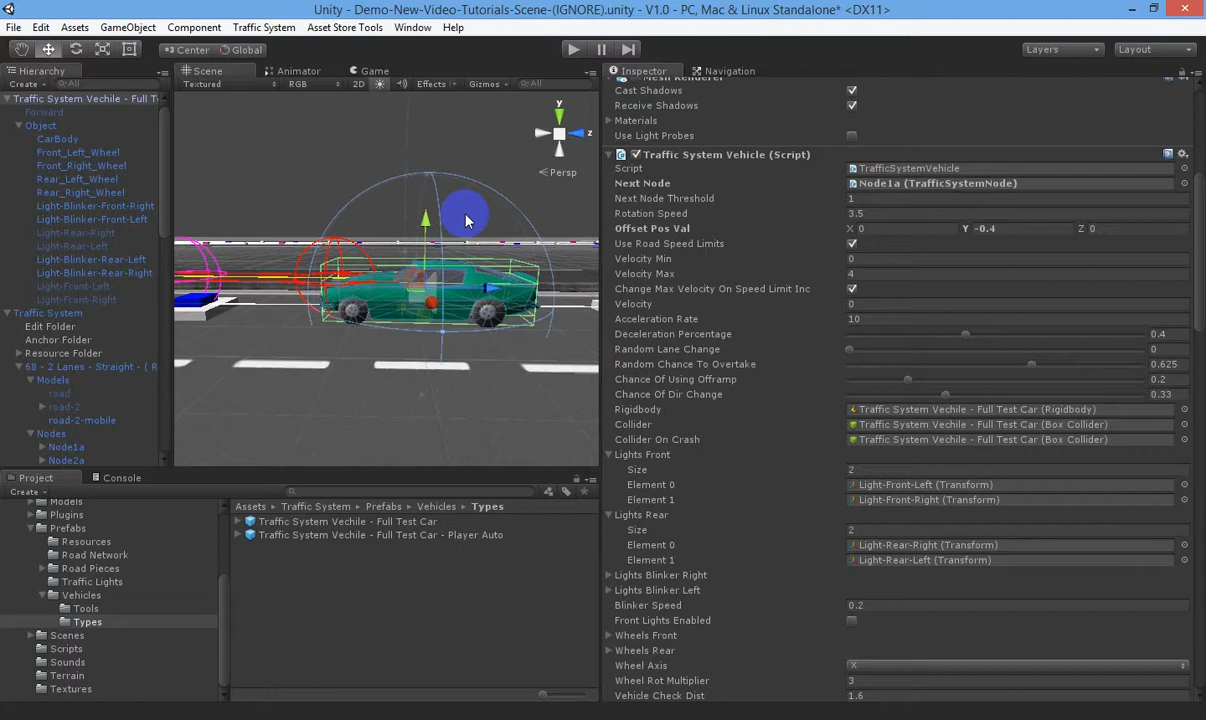 Unity - Demo-New-Video-Tutorials-Scene-(IGNORE).unity - V1.0 - PC, Mac & Linux Standalone* <DX11>
File Edit Assets GameObject Component Traffic System Asset Store Tools Window Help
Center Global Layers Layout
Hierarchy Scene Animator Game Inspector Navigation
Create All Textured RGB 2D Effects Gizmos All
Mesh Renderer
Cast Shadows
Receive Shadows
Materials
Use Light Probes
Traffic System Vehicle (Script)
Script TrafficSystemVehicle
Next Node Node1a (TrafficSystemNode)
Next Node Threshold 1
Rotation Speed 3.5
Offset Pos Val X 0 Y -0.4 Z 0
Use Road Speed Limits
Velocity Min 0
Velocity Max 4
Change Max Velocity On Speed Limit Inc
Velocity 0
Acceleration Rate 10
Deceleration Percentage 0.4
Random Lane Change 0
Random Chance To Overtake 0.625
Chance Of Using Offramp 0.2
Chance Of Dir Change 0.33
Rigidbody Traffic System Vechile - Full Test Car (Rigidbody)
Collider Traffic System Vechile - Full Test Car (Box Collider)
Collider On Crash Traffic System Vechile - Full Test Car (Box Collider)
Lights Front
Size 2
Element 0 Light-Front-Left (Transform)
Element 1 Light-Front-Right (Transform)
Lights Rear
Size 2
Element 0 Light-Rear-Right (Transform)
Element 1 Light-Rear-Left (Transform)
Lights Blinker Right
Lights Blinker Left
Blinker Speed 0.2
Front Lights Enabled
Wheels Front
Wheels Rear
Wheel Axis X
Wheel Rot Multiplier 3
Vehicle Check Dist 1.6
Traffic System Vechile - Full T
Forward
Object
CarBody
Front_Left_Wheel
Front_Right_Wheel
Rear_Left_Wheel
Rear_Right_Wheel
Light-Blinker-Front-Right
Light-Blinker-Front-Left
Light-Rear-Right
Light-Rear-Left
Light-Blinker-Rear-Left
Light-Blinker-Rear-Right
Light-Front-Left
Light-Front-Right
Traffic System
Edit Folder
Anchor Folder
Resource Folder
68 - 2 Lanes - Straight - ( R
Models
road
road-2
road-2-mobile
Nodes
Node1a
Node2a
y
z
Persp
Project Console
Create
Models
Plugins
Prefabs
Resources
Road Network
Road Pieces
Traffic Lights
Vehicles
Tools
Types
Scenes
Scripts
Sounds
Terrain
Textures
Assets Traffic System Prefabs Vehicles Types
Traffic System Vechile - Full Test Car
Traffic System Vechile - Full Test Car - Player Auto